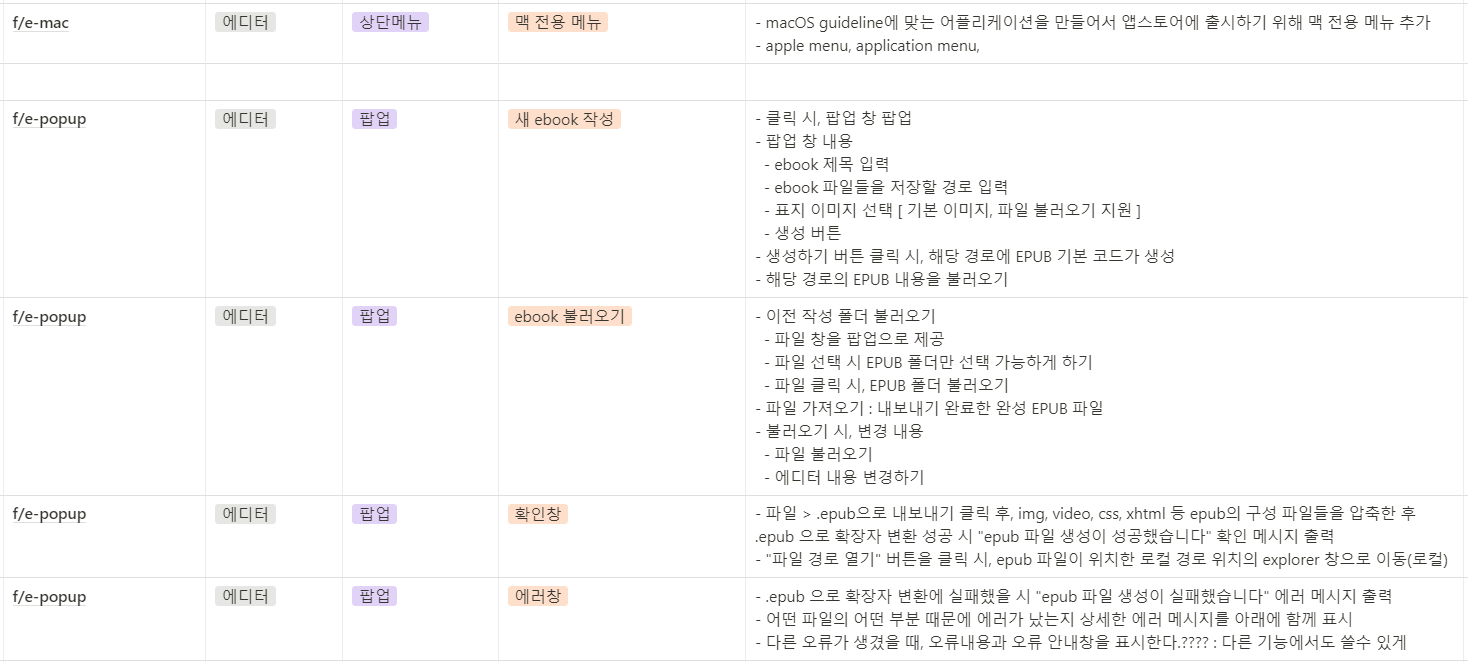 f/e-mac 에디터 상단메뉴 맥 전용 메뉴 - macOS guideline에 맞는 어플리케이션을 만들어서 앱스토어에 출시하기 위해 맥 전용 메뉴 추가
- apple menu, application menu,
f/e-popup 에디터 팝업 새 ebook 작성 - 클릭 시, 팝업 창 팝업
- 팝업 창 내용
- ebook 제목 입력
- ebook 파일들을 저장할 경로 입력
- 표지 이미지 선택 [ 기본 이미지, 파일 불러오기 지원 ]
- 생성 버튼
- 생성하기 버튼 클릭 시, 해당 경로에 EPUB 기본 코드가 생성
- 해당 경로의 EPUB 내용을 불러오기
f/e-popup 에디터 팝업 ebook 불러오기 - 이전 작성 폴더 불러오기
- 파일 창을 팝업으로 제공
- 파일 선택 시 EPUB 폴더만 선택 가능하게 하기
- 파일 클릭 시, EPUB 폴더 불러오기
- 파일 가져오기 : 내보내기 완료한 완성 EPUB 파일
- 불러오기 시, 변경 내용
- 파일 불러오기
- 에디터 내용 변경하기
f/e-popup 에디터 팝업 확인창 - 파일 > .epub으로 내보내기 클릭 후, img, video, css, xhtml 등 epub의 구성 파일들을 압축한 후
.epub 으로 확장자 변환 성공 시 "epub 파일 생성이 성공했습니다" 확인 메시지 출력
- "파일 경로 열기" 버튼을 클릭 시, epub 파일이 위치한 로컬 경로 위치의 explorer 창으로 이동(로컬)
f/e-popup 에디터 팝업 에러창 - .epub 으로 확장자 변환에 실패했을 시 "epub 파일 생성이 실패했습니다" 에러 메시지 출력
- 어떤 파일의 어떤 부분 때문에 에러가 났는지 상세한 에러 메시지를 아래에 함께 표시
- 다른 오류가 생겼을 때, 오류내용과 오류 안내창을 표시한다.???? : 다른 기능에서도 쓸수 있게